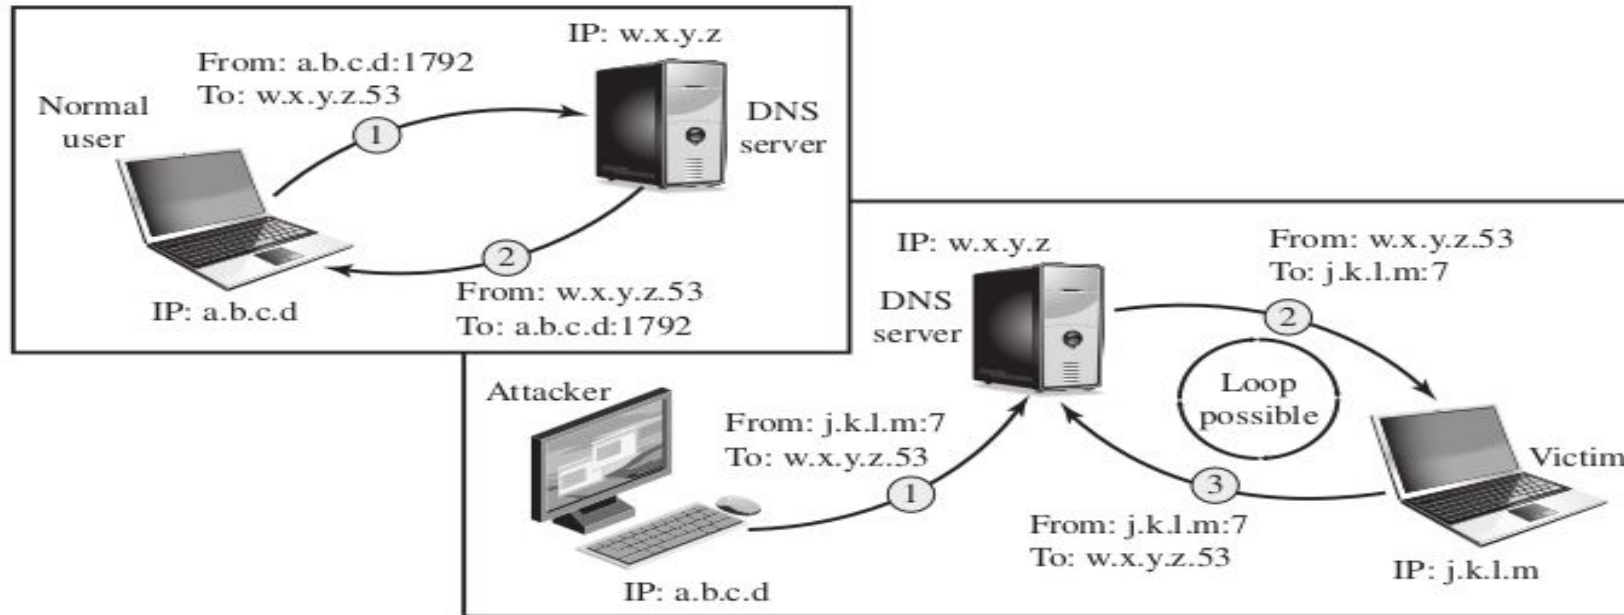 IP: w.x.y.z
From: a.b.c.d:1792
To: w.x.y.z.53
Normal
user
1
DNS
server
2
From: w.x.y.z.53
To: a.b.c.d:1792
IP: a.b.c.d
IP: w.x.y.z
DNS
server
From: w.x.y.z.53
To: j.k.l.m:7
2
Loop
possible
Attacker
From: j.k.l.m:7
To: w.x.y.z.53
1
IP: a.b.c.d
3
From: j.k.l.m:7
To: w.x.y.z.53
Victim
IP: j.k.l.m